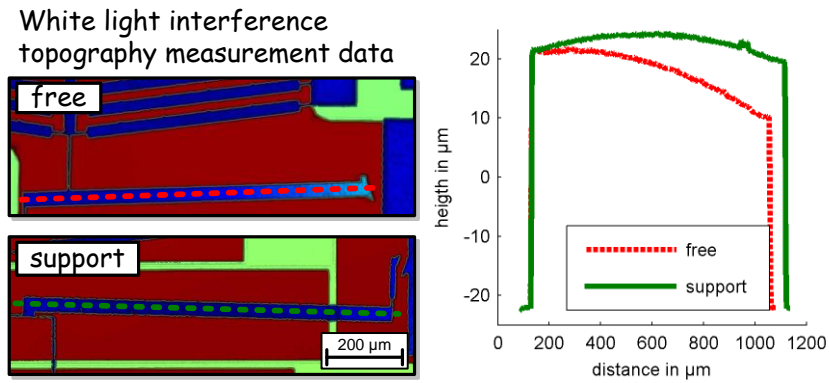 White light interference
topography measurement data
free
support
200 µm
heigth in µm
20
10
0
-10
-20
free
support
0 200 400 600 800 1000 1200
distance in µm